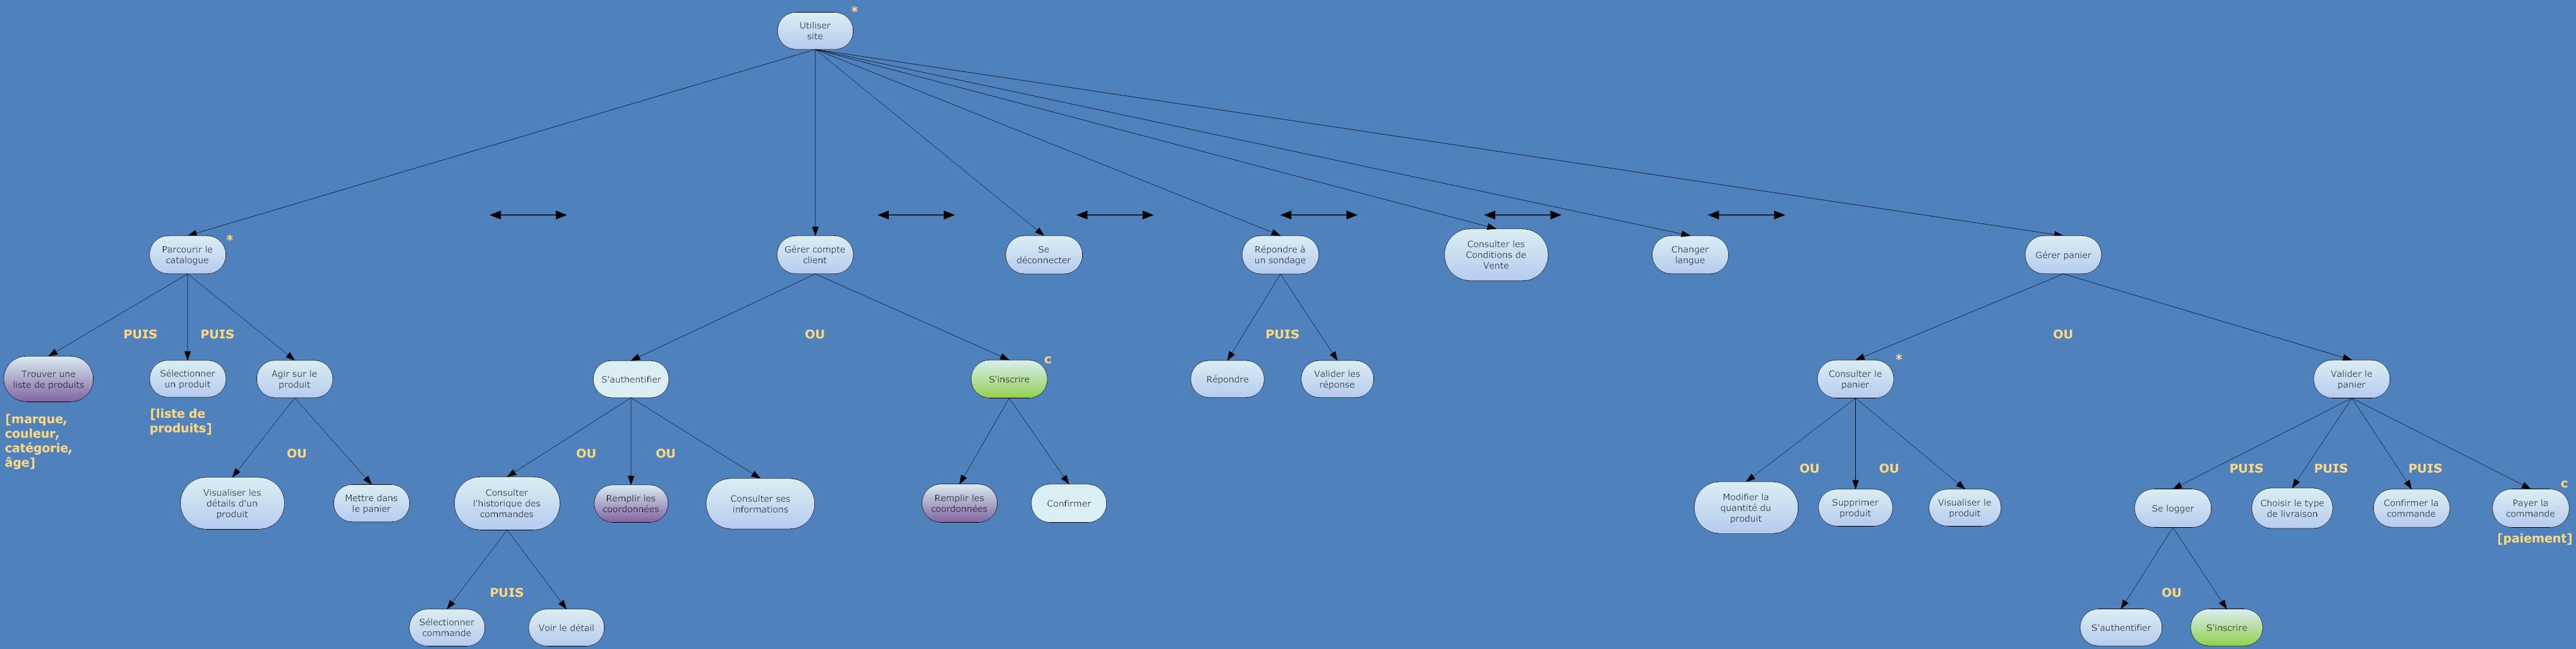 Utiliser
site
*
Parcourir le
catalogue
*
Gérer compte
client
Se
déconnecter
Répondre à
un sondage
Consulter les
Conditions de
Vente
Changer
langue
Gérer panier
PUIS
PUIS
OU
PUIS
OU
Trouver une
liste de produits
[marque,
couleur,
catégorie,
âge]
Sélectionner
un produit
[liste de
produits]
Agir sur le
produit
S'authentifier
S'inscrire
c
Répondre
Valider les
réponse
Consulter le
panier
*
Valider le
panier
OU
OU
OU
OU
OU
PUIS
PUIS
PUIS
Visualiser les
détails d'un
produit
Mettre dans
le panier
Consulter
l'historique des
commandes
Remplir les
coordonnées
Consulter ses
informations
Remplir les
coordonnées
Confirmer
Modifier la
quantité du
produit
Supprimer
produit
Visualiser le
produit
Se logger
Choisir le type
de livraison
Confirmer la
commande
Payer la
commande
c
[paiement]
PUIS
OU
Sélectionner
commande
Voir le détail
S'authentifier
S'inscrire